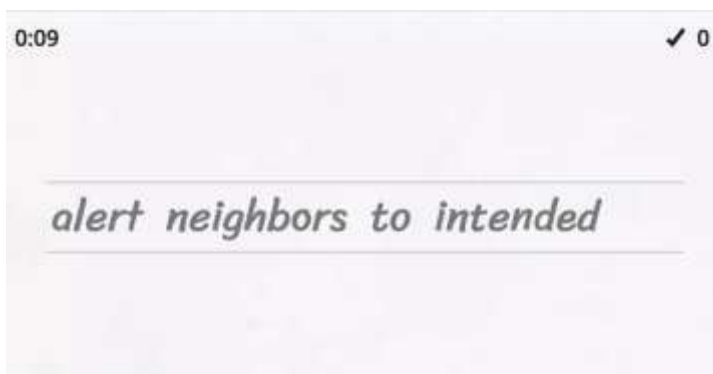 0:09 ✓ 0
alert neighbors to intended